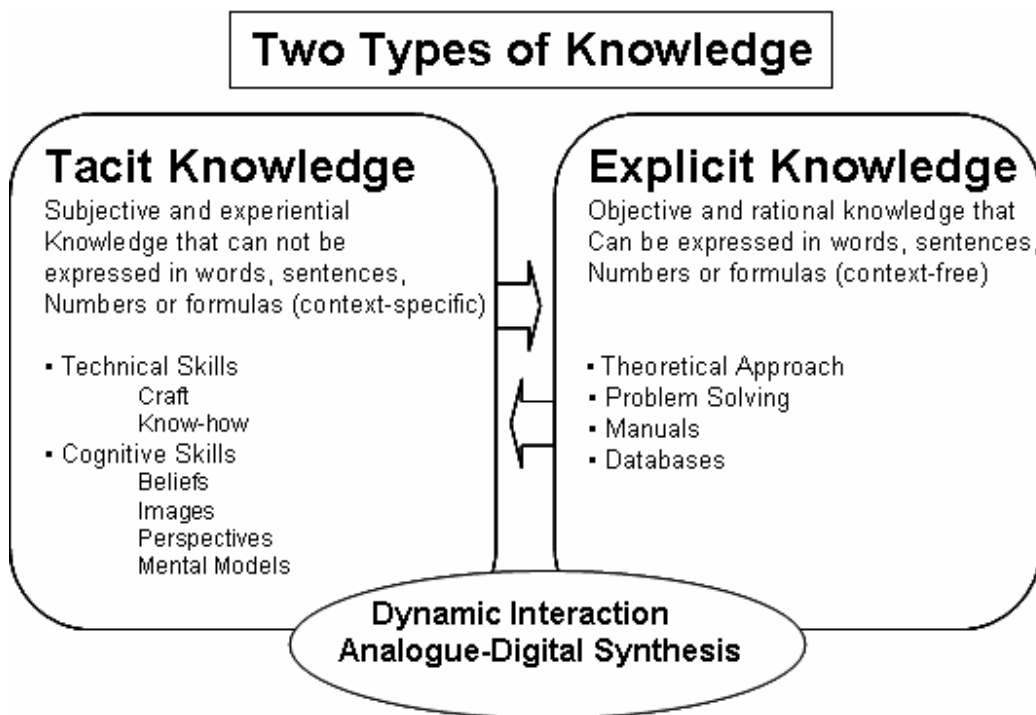 Two Types of Knowledge
Tacit Knowledge
Subjective and experiential
Knowledge that can not be
expressed in words, sentences,
Numbers or formulas (context-specific)
▪ Technical Skills
Craft
Know-how
▪ Cognitive Skills
Beliefs
Images
Perspectives
Mental Models
Explicit Knowledge
Objective and rational knowledge that
Can be expressed in words, sentences,
Numbers or formulas (context-free)
▪ Theoretical Approach
▪ Problem Solving
▪ Manuals
▪ Databases
Dynamic Interaction
Analogue-Digital Synthesis